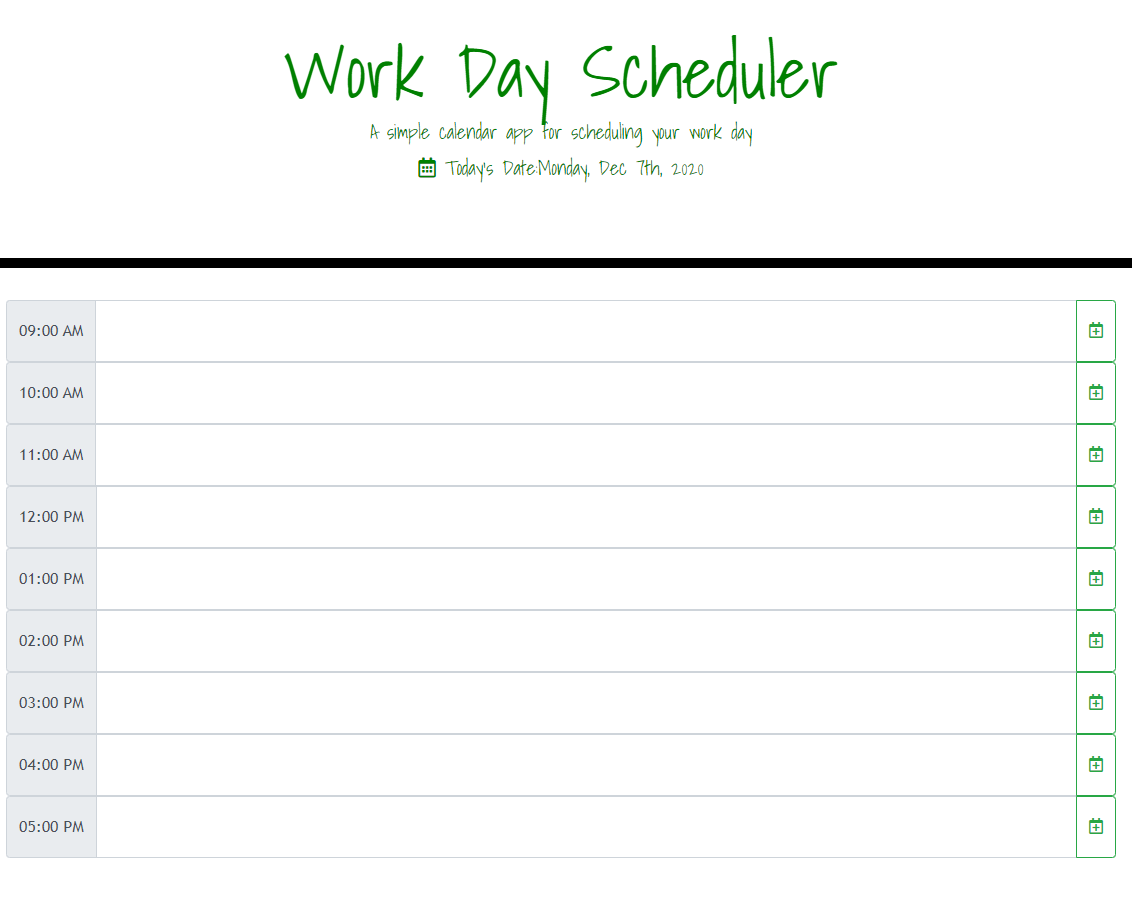 Work Day Scheduler
A simple calendar app for scheduling your work day
Today's Date:Monday, Dec 7th, 2020
09:00 AM
10:00 AM
11:00 AM
12:00 PM
01:00 PM
02:00 PM
03:00 PM
04:00 PM
05:00 PM